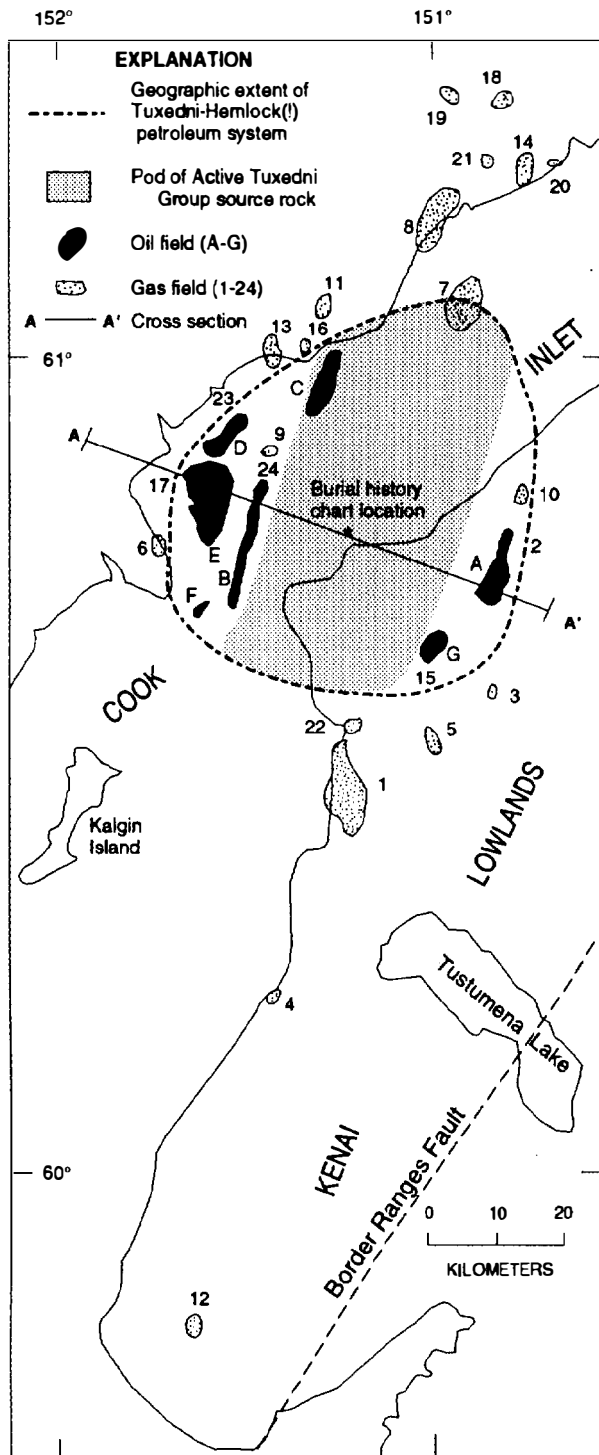 152°
151°
EXPLANATION
Geographic extent of
Tuxedni-Hemlock(!)
petroleum system
Pod of Active Tuxedni
Group source rock
Oil field (A-G)
Gas field (1-24)
A
A' Cross section
18
19
21
14
20
8
7
11
13
16
61°
INLET
C
23
D
9
A
24
17
Burial history
chart location
10
6
E
B
F
A
2
A'
G
15
3
COOK
22
5
1
LOWLANDS
Kalgin
Island
Tustumena Lake
4
KENAI
60°
Border Ranges Fault
0 10 20
KILOMETERS
12